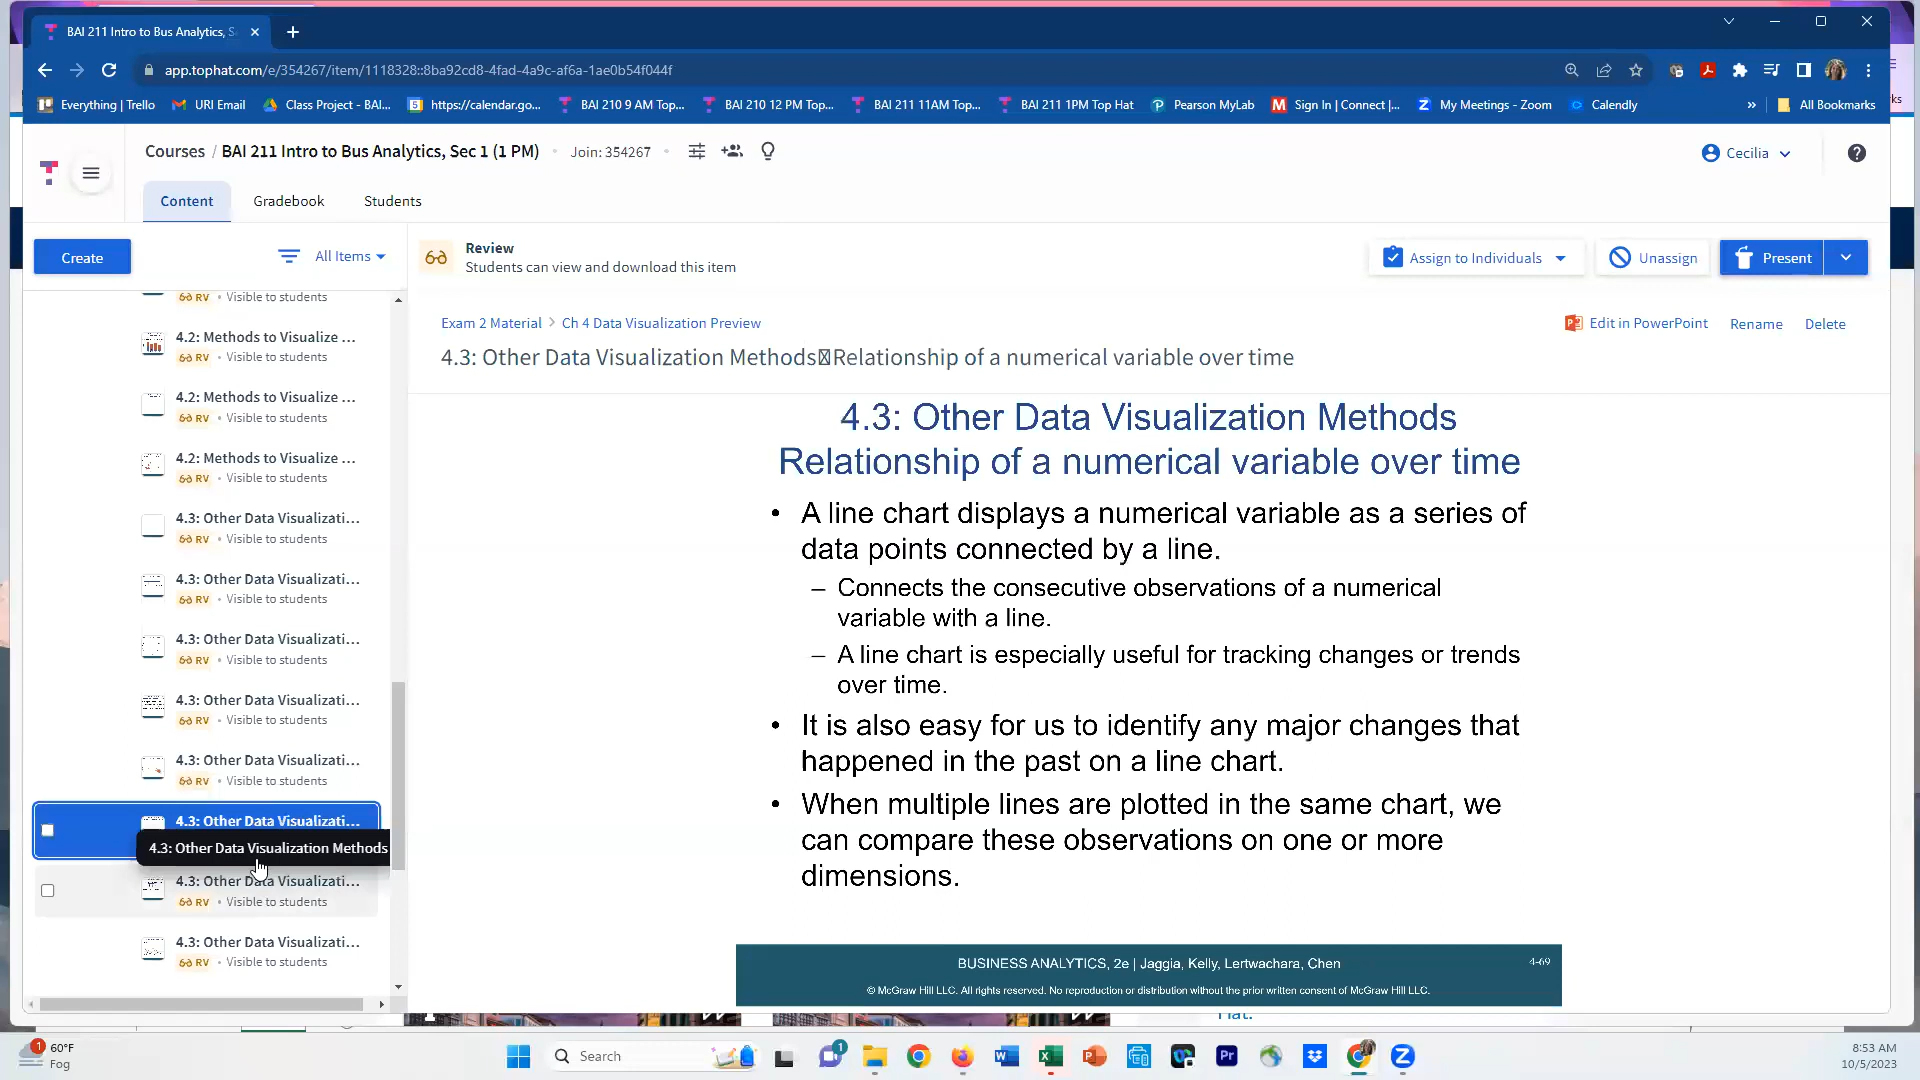 BAI 211 Intro to Bus Analytics, S
app.tophat.com/e/354267/item/1118328::8ba92cd8-4fad-4a9c-af6a-1ae0b54f044f
Everything | Trello
URI Email
Class Project - BAI...
https://calendar.go...
BAI 210 9 AM Top...
BAI 210 12 PM Top...
BAI 211 11AM Top...
BAI 211 1PM Top Hat
Pearson MyLab
Sign In | Connect |...
My Meetings - Zoom
Calendly
»
All Bookmarks
Courses / BAI 211 Intro to Bus Analytics, Sec 1 (1 PM) • Join: 354267 •
Cecilia
Content
Gradebook
Students
Create
All Items
Review
Students can view and download this item
Assign to Individuals
Unassign
Present
RV • Visible to students
4.2: Methods to Visualize ...
RV • Visible to students
4.2: Methods to Visualize ...
RV • Visible to students
4.2: Methods to Visualize ...
RV • Visible to students
4.3: Other Data Visualizati...
RV • Visible to students
4.3: Other Data Visualizati...
RV • Visible to students
4.3: Other Data Visualizati...
RV • Visible to students
4.3: Other Data Visualizati...
RV • Visible to students
4.3: Other Data Visualizati...
RV • Visible to students
4.3: Other Data Visualizati...
4.3: Other Data Visualization Methods
4.3: Other Data Visualizati...
RV • Visible to students
4.3: Other Data Visualizati...
RV • Visible to students
Exam 2 Material > Ch 4 Data Visualization Preview
Edit in PowerPoint
Rename
Delete
4.3: Other Data Visualization Methods Relationship of a numerical variable over time
4.3: Other Data Visualization Methods
Relationship of a numerical variable over time
• A line chart displays a numerical variable as a series of
data points connected by a line.
– Connects the consecutive observations of a numerical
variable with a line.
– A line chart is especially useful for tracking changes or trends
over time.
• It is also easy for us to identify any major changes that
happened in the past on a line chart.
• When multiple lines are plotted in the same chart, we
can compare these observations on one or more
dimensions.
BUSINESS ANALYTICS, 2e | Jaggia, Kelly, Lertwachara, Chen
4-69
© McGraw Hill LLC. All rights reserved. No reproduction or distribution without the prior written consent of McGraw Hill LLC.
Hat.
1
60°F
Fog
Search
1
8:53 AM
10/5/2023